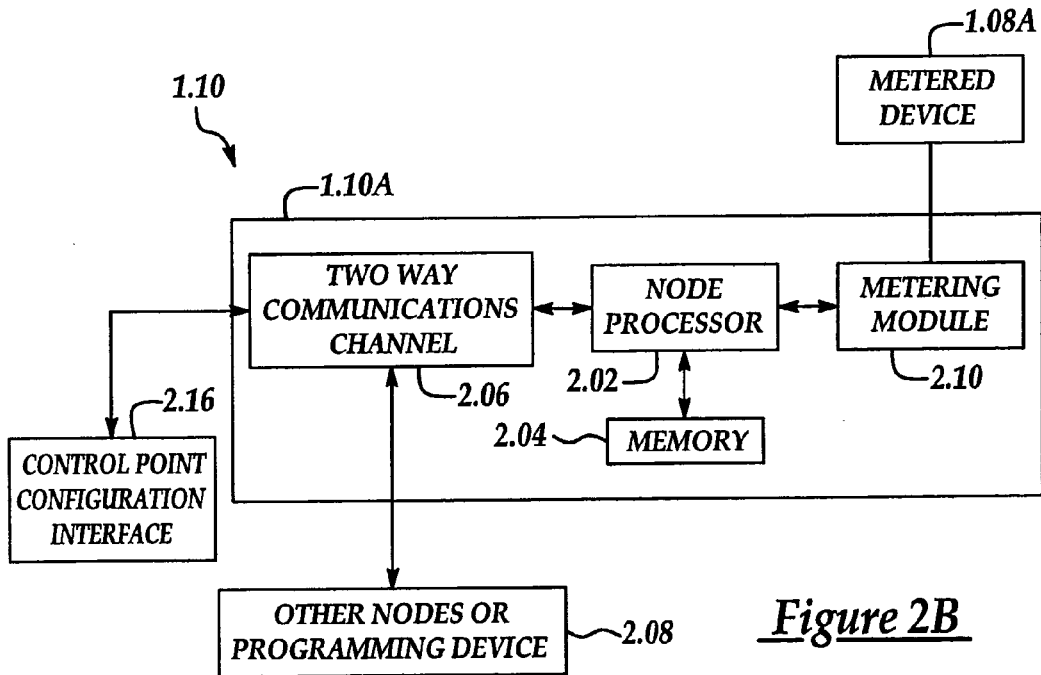 1.08A
METERED
DEVICE
1.10
1.10A
TWO WAY
COMMUNICATIONS
CHANNEL
2.06
NODE
PROCESSOR
2.02
METERING
MODULE
2.10
2.04
MEMORY
2.16
CONTROL POINT
CONFIGURATION
INTERFACE
OTHER NODES OR
PROGRAMMING DEVICE
2.08
Figure 2B